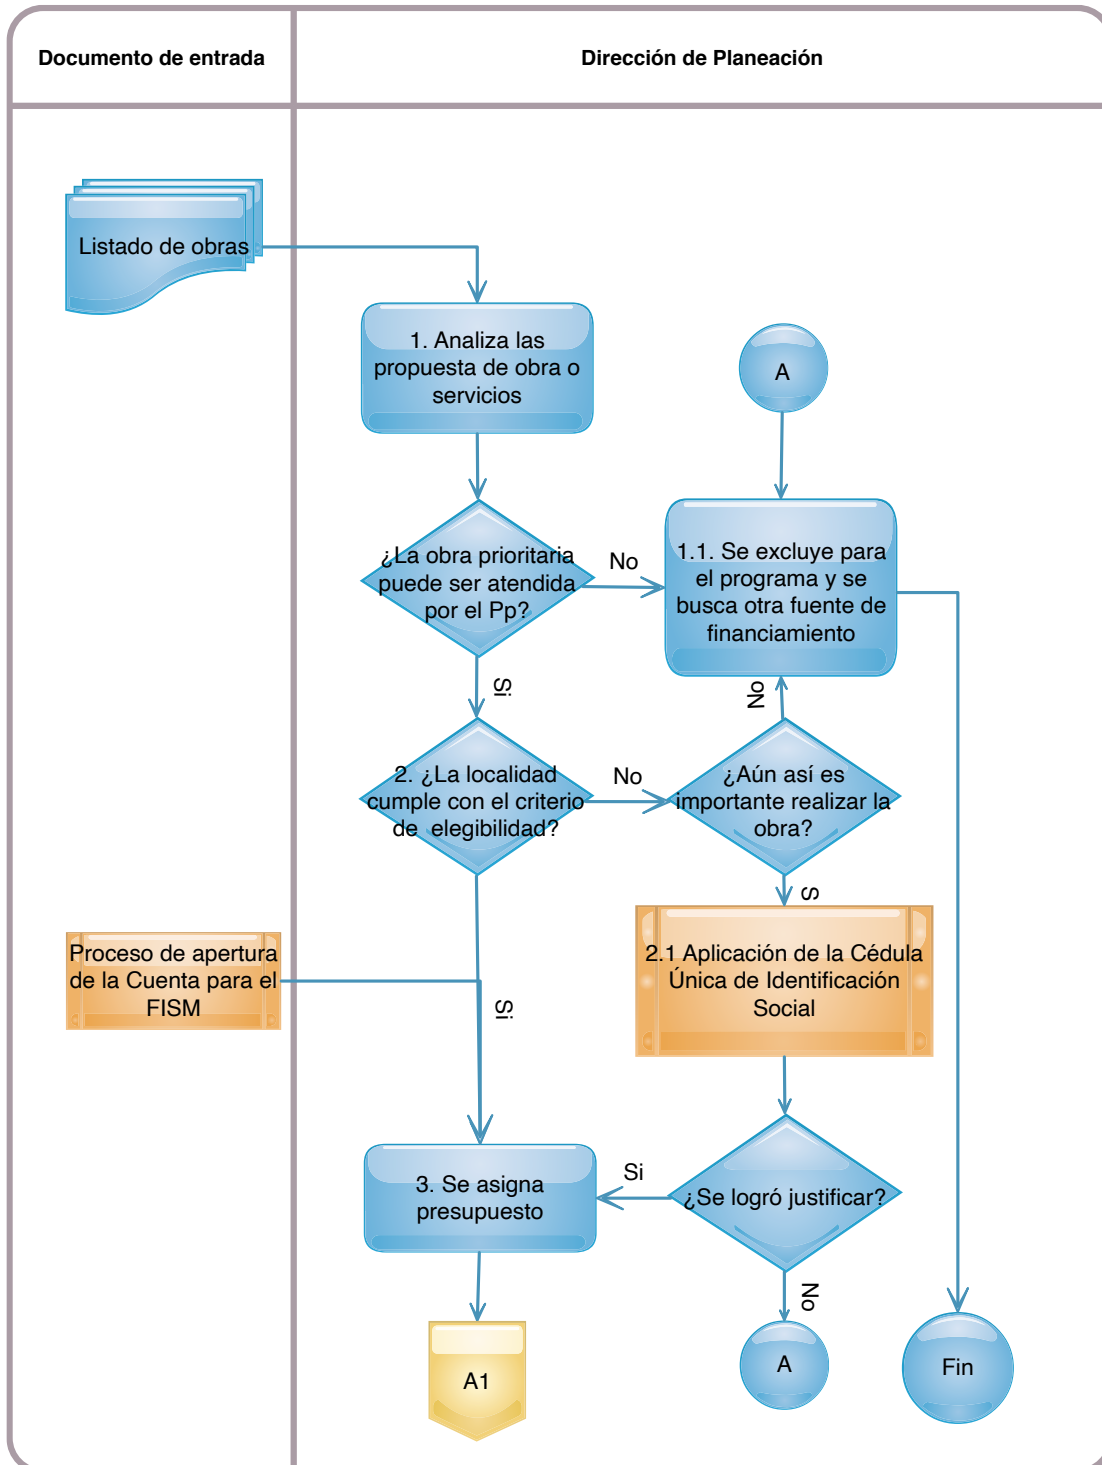 Documento de entrada
Dirección de Planeación
Listado de obras
1. Analiza las
propuesta de obra o
servicios
A
¿La obra prioritaria
puede ser atendida
por el Pp?
No
1.1. Se excluye para
el programa y se
busca otra fuente de
financiamiento
Si
No
2. ¿La localidad
cumple con el criterio
de elegibilidad?
No
¿Aún así es
importante realizar la
obra?
S
Proceso de apertura
de la Cuenta para el
FISM
Si
2.1 Aplicación de la Cédula
Única de Identificación
Social
3. Se asigna
presupuesto
Si
¿Se logró justificar?
No
A1
A
Fin